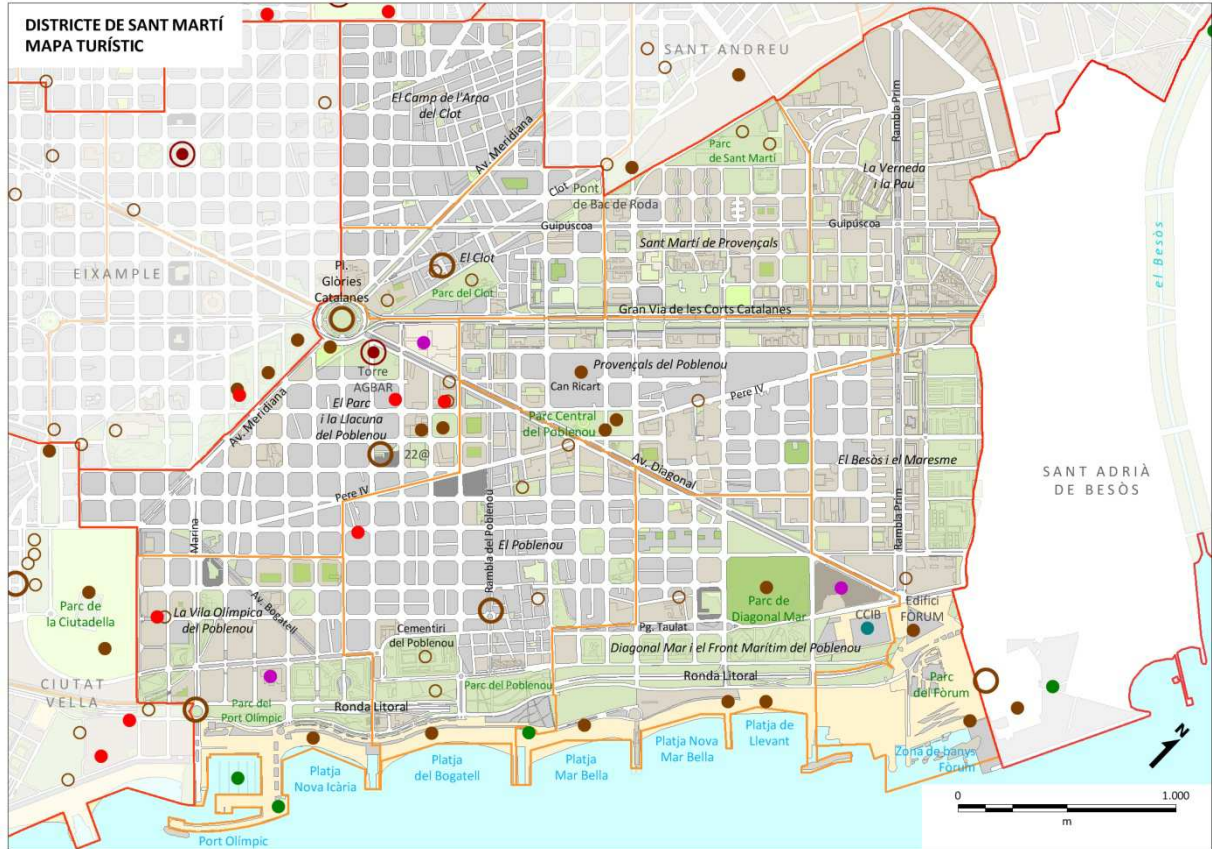 DISTRICTE DE SANT MARTÍ
MAPA TURÍSTIC
SANT ANDREU
El Camp de l'Arpa
del Clot
Av. Meridiana
Rambla Prim
Parc
de Sant Martí
La Verneda
i la Pau
Clot
Pont
de Bac de Roda
Guipúscoa
Guipúscoa
Sant Martí de Provençals
el Besòs
EIXAMPLE
Pl.
Glòries
Catalanes
El Clot
Parc del Clot
Gran Via de les Corts Catalanes
Torre
AGBAR
Provençals del Poblenou
Can Ricart
Pere IV
Av. Meridiana
El Parc
i la Llacuna
del Poblenou
Parc Central
del Poblenou
22@
Av. Diagonal
El Besòs i el Maresme
SANT ADRIÀ
DE BESÒS
Pere IV
Marina
Rambla del Poblenou
El Poblenou
Rambla Prim
Parc de
la Ciutadella
La Vila Olímpica
del Poblenou
Av. Bogatell
Cementiri
del Poblenou
Pg. Taulat
Parc de
Diagonal Mar
CCIB
Edifici
FÒRUM
Diagonal Mar i el Front Marítim del Poblenou
CIUTAT
VELLA
Parc del
Port Olímpic
Ronda Litoral
Parc del Poblenou
Ronda Litoral
Parc
del Fòrum
Platja
Nova Icària
Platja
del Bogatell
Platja
Mar Bella
Platja Nova
Mar Bella
Platja de
Llevant
Zona de banys
Fòrum
N
Port Olímpic
0
1.000
m